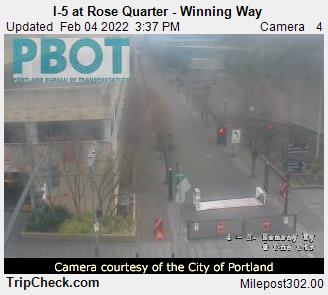 I-5 at Rose Quarter - Winning Way
Updated Feb 04 2022 3:37 PM Camera 4
PBOT
PORTLAND BUREAU OF TRANSPORTATION
Camera courtesy of the City of Portland
TripCheck.com Milepost302.00